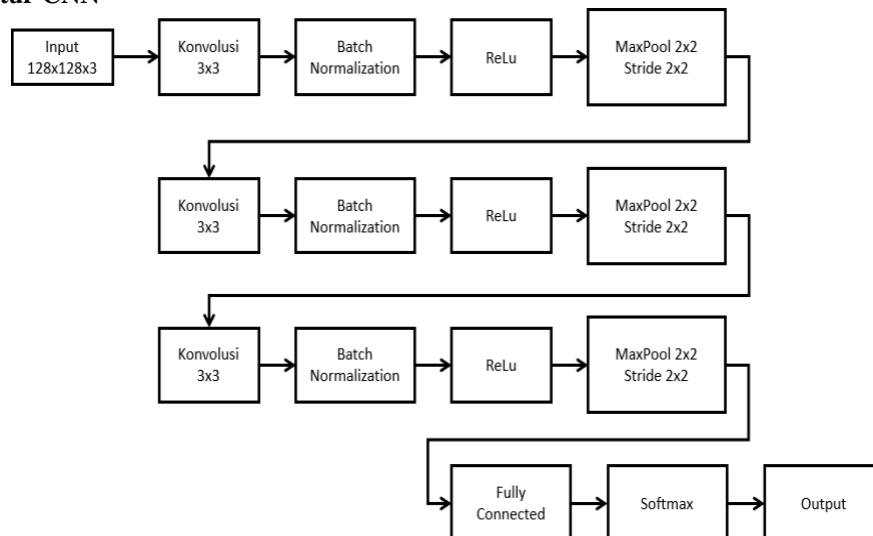 CNN
Input
128x128x3
Konvolusi
3x3
Batch
Normalization
ReLu
MaxPool 2x2
Stride 2x2
Konvolusi
3x3
Batch
Normalization
ReLu
MaxPool 2x2
Stride 2x2
Konvolusi
3x3
Batch
Normalization
ReLu
MaxPool 2x2
Stride 2x2
Fully
Connected
Softmax
Output